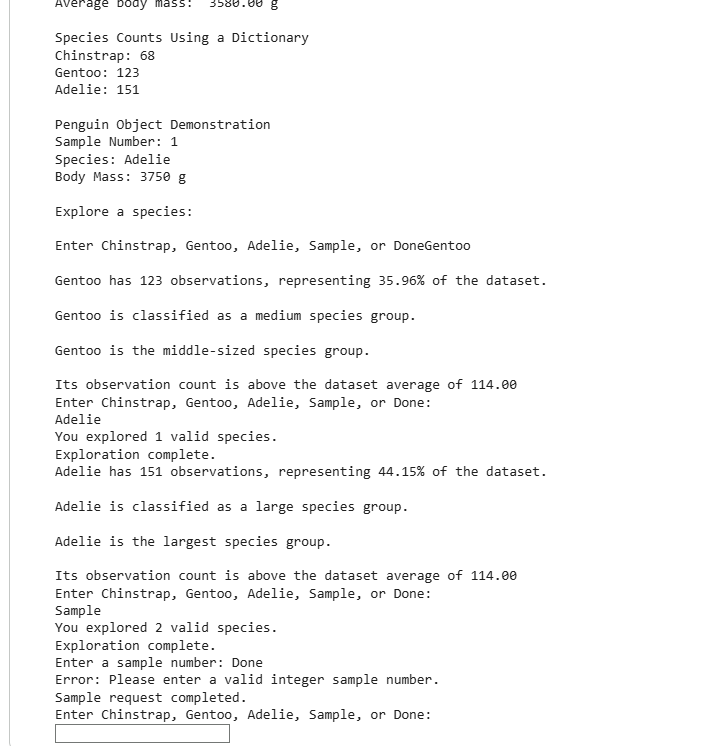 Average body mass:  3580.00 g
Species Counts Using a Dictionary
Chinstrap: 68
Gentoo: 123
Adelie: 151
Penguin Object Demonstration
Sample Number: 1
Species: Adelie
Body Mass: 3750 g
Explore a species:
Enter Chinstrap, Gentoo, Adelie, Sample, or DoneGentoo
Gentoo has 123 observations, representing 35.96% of the dataset.
Gentoo is classified as a medium species group.
Gentoo is the middle-sized species group.
Its observation count is above the dataset average of 114.00
Enter Chinstrap, Gentoo, Adelie, Sample, or Done:
Adelie
You explored 1 valid species.
Exploration complete.
Adelie has 151 observations, representing 44.15% of the dataset.
Adelie is classified as a large species group.
Adelie is the largest species group.
Its observation count is above the dataset average of 114.00
Enter Chinstrap, Gentoo, Adelie, Sample, or Done:
Sample
You explored 2 valid species.
Exploration complete.
Enter a sample number: Done
Error: Please enter a valid integer sample number.
Sample request completed.
Enter Chinstrap, Gentoo, Adelie, Sample, or Done: